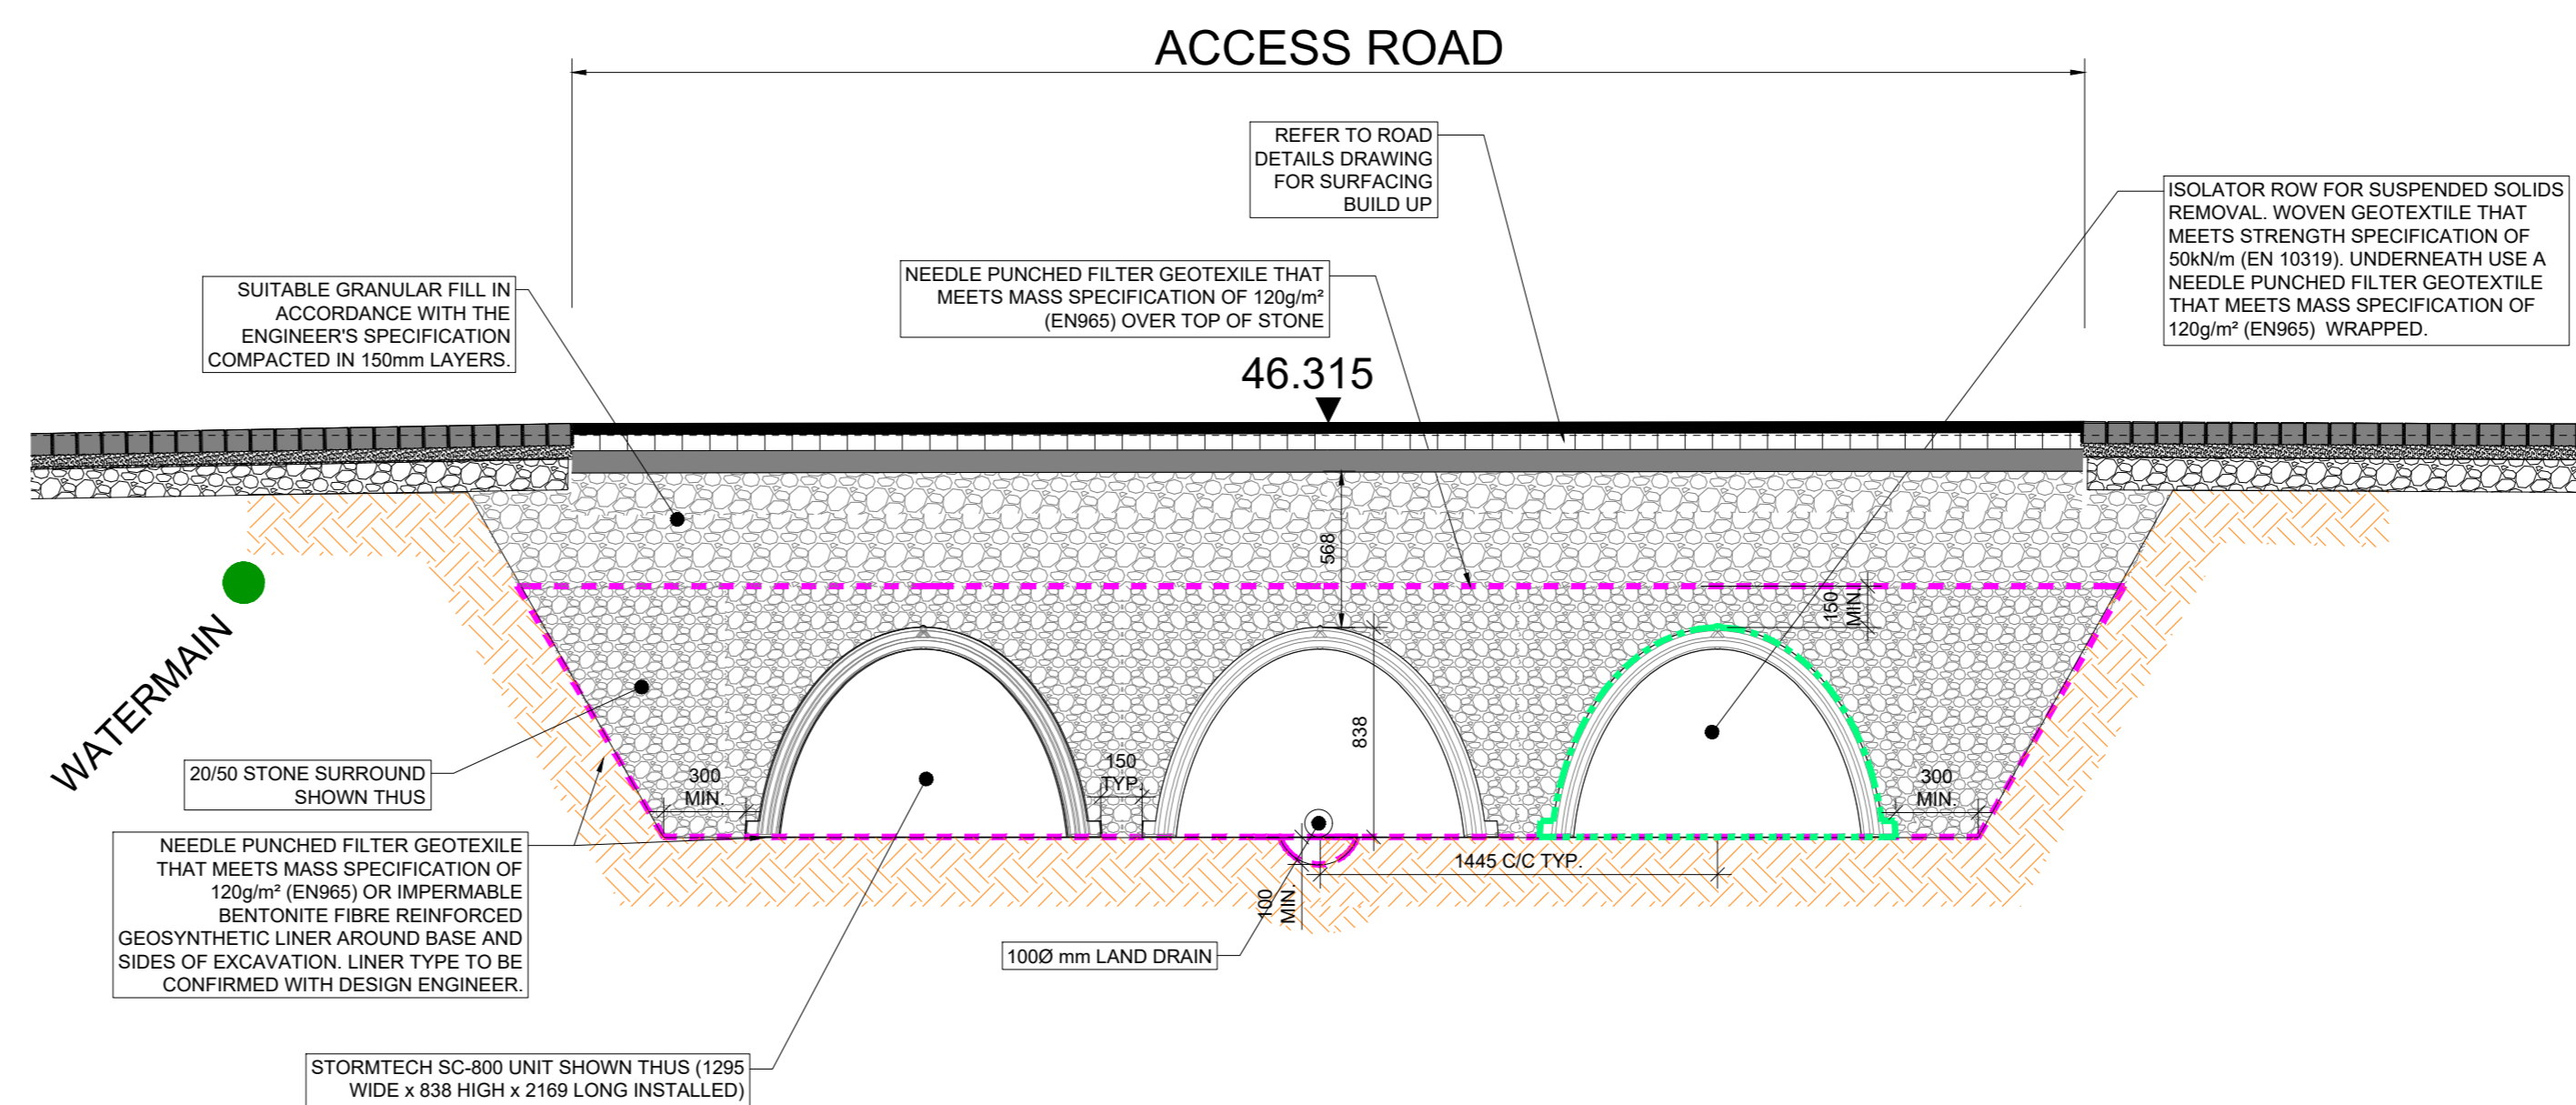 ACCESS ROAD
REFER TO ROAD
DETAILS DRAWING
FOR SURFACING
BUILD UP
ISOLATOR ROW FOR SUSPENDED SOLIDS
REMOVAL. WOVEN GEOTEXTILE THAT
MEETS STRENGTH SPECIFICATION OF
50kN/m (EN 10319). UNDERNEATH USE A
NEEDLE PUNCHED FILTER GEOTEXTILE
THAT MEETS MASS SPECIFICATION OF
120g/m² (EN965) WRAPPED.
NEEDLE PUNCHED FILTER GEOTEXILE THAT
MEETS MASS SPECIFICATION OF 120g/m²
(EN965) OVER TOP OF STONE
SUITABLE GRANULAR FILL IN
ACCORDANCE WITH THE
ENGINEER'S SPECIFICATION
COMPACTED IN 150mm LAYERS.
46.315
568
150
MIN.
WATERMAIN
838
20/50 STONE SURROUND
SHOWN THUS
300
MIN.
150
TYP.
300
MIN.
NEEDLE PUNCHED FILTER GEOTEXILE
THAT MEETS MASS SPECIFICATION OF
120g/m² (EN965) OR IMPERMABLE
BENTONITE FIBRE REINFORCED
GEOSYNTHETIC LINER AROUND BASE AND
SIDES OF EXCAVATION. LINER TYPE TO BE
CONFIRMED WITH DESIGN ENGINEER.
1445 C/C TYP.
100
MIN.
100Ø mm LAND DRAIN
STORMTECH SC-800 UNIT SHOWN THUS (1295
WIDE x 838 HIGH x 2169 LONG INSTALLED)